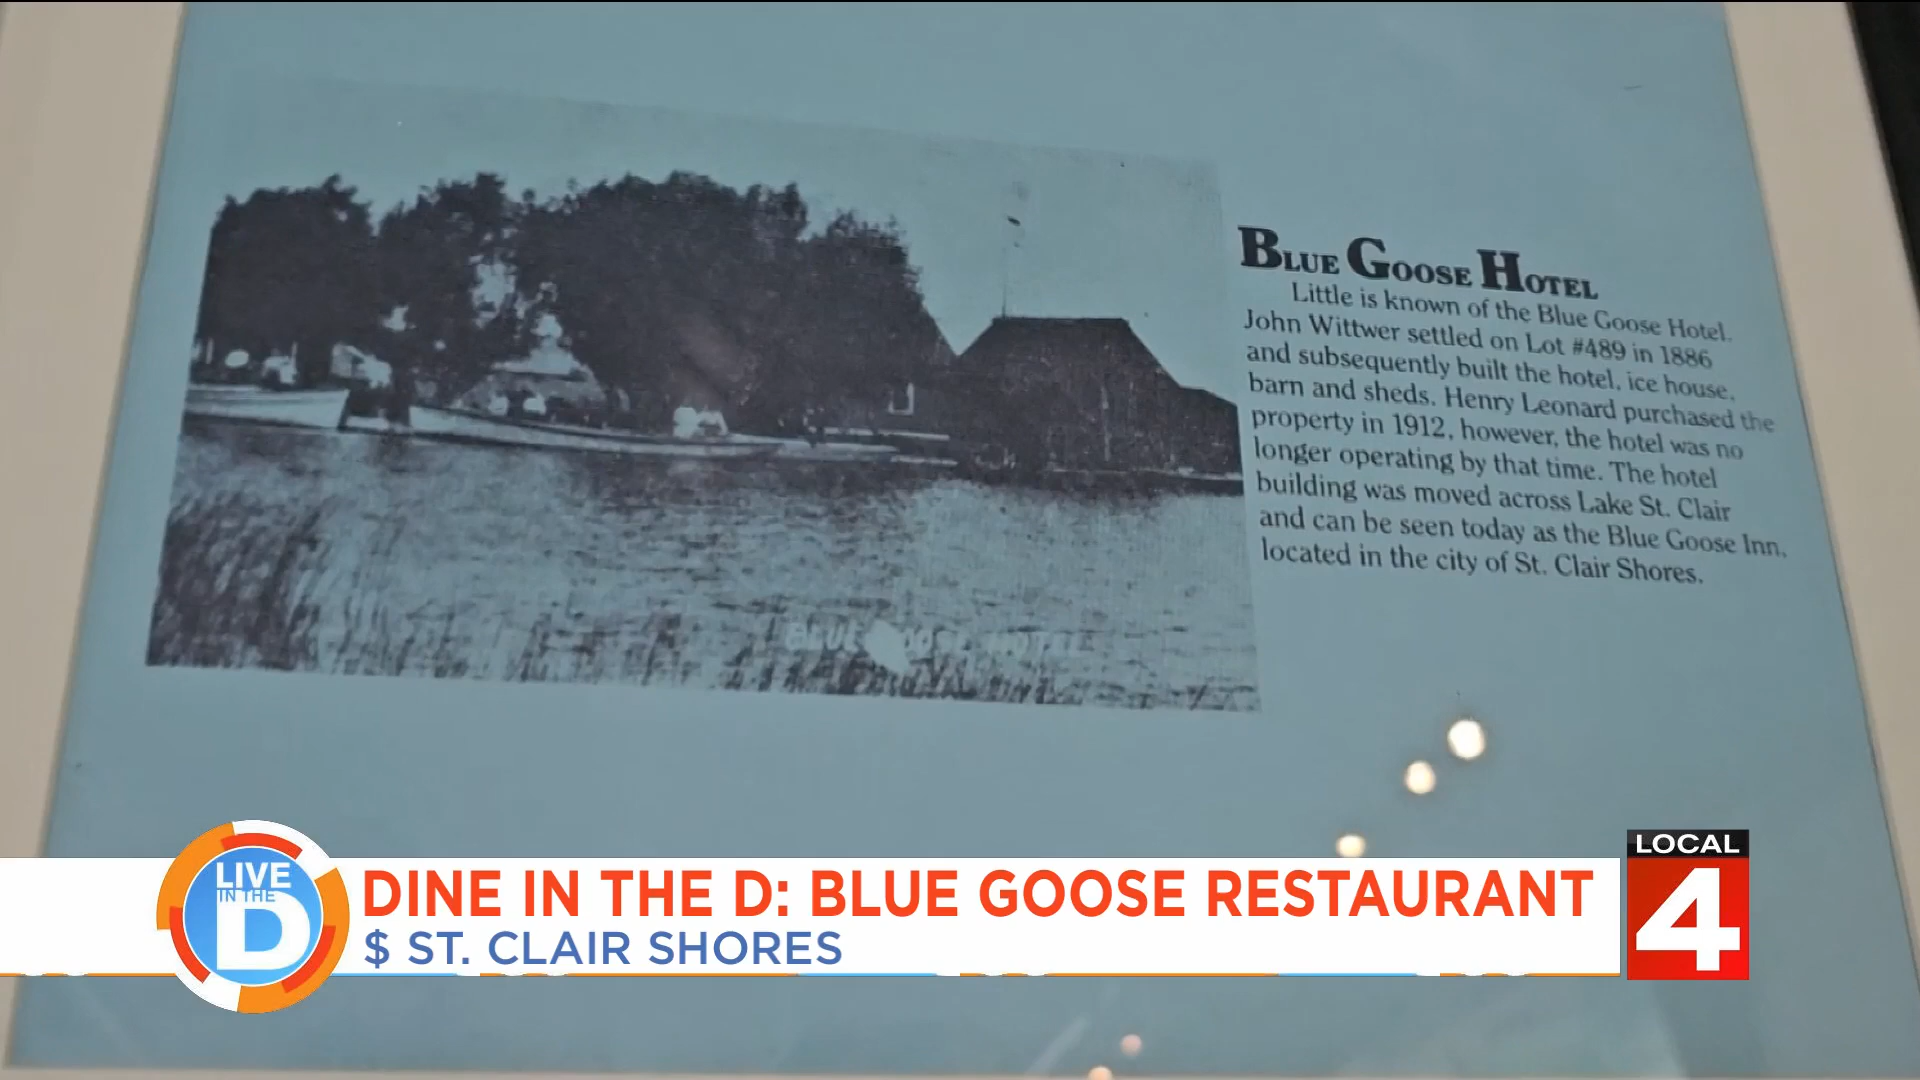 BLUE GOOSE HOTEL
Little is known of the Blue Goose Hotel.
John Wittwer settled on Lot #489 in 1886
and subsequently built the hotel, ice house,
barn and sheds. Henry Leonard purchased the
property in 1912, however, the hotel was no
longer operating by that time. The hotel
building was moved across Lake St. Clair
and can be seen today as the Blue Goose Inn,
located in the city of St. Clair Shores.
BLUE GOOSE HOTEL
LIVE
IN THE
D
DINE IN THE D: BLUE GOOSE RESTAURANT
$ ST. CLAIR SHORES
LOCAL
4